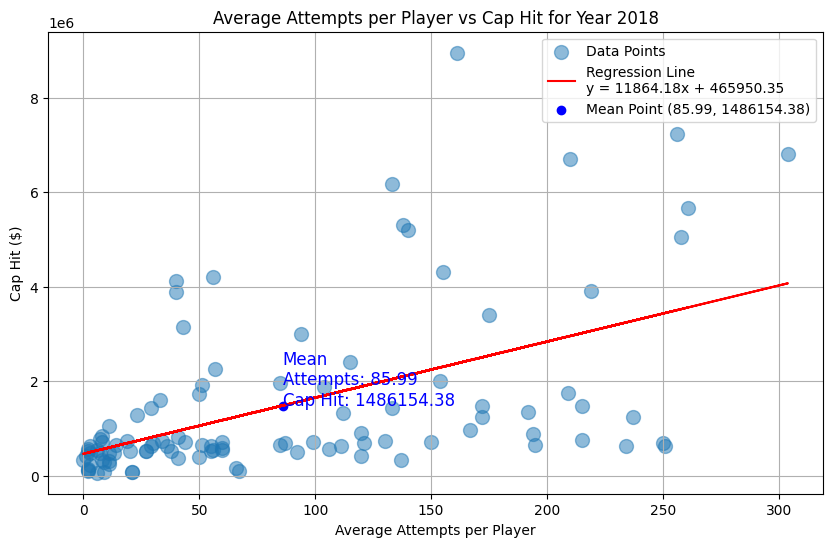 Average Attempts per Player vs Cap Hit for Year 2018
1e6
Data Points
Regression Line
y = 11864.18x + 465950.35
Mean Point (85.99, 1486154.38)
8
6
4
2
0
Cap Hit ($)
Mean
Attempts: 85.99
Cap Hit: 1486154.38
0 50 100 150 200 250 300
Average Attempts per Player